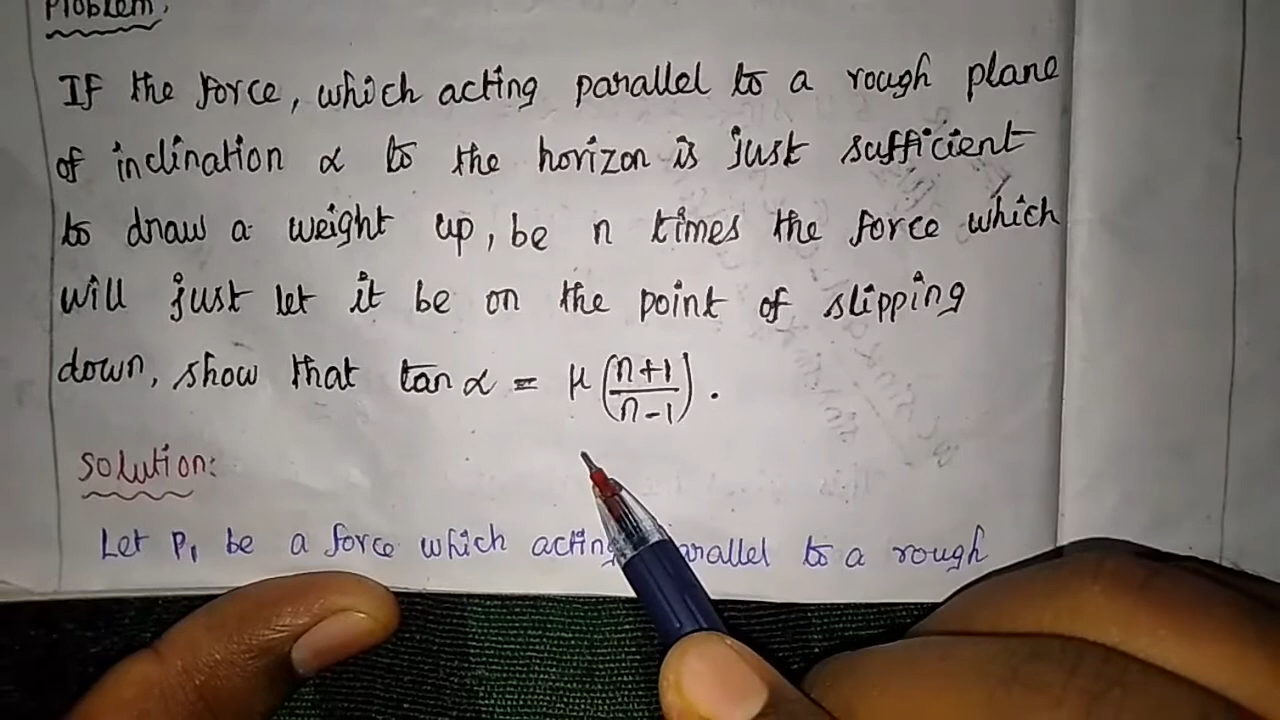 Problem:
If the force, which acting parallel to a rough plane
of inclination α to the horizon is just sufficient
to draw a weight up, be n times the force which
will just let it be on the point of slipping
down, show that tan α = μ (n+1/n-1).
Solution:
Let P₁ be a force which acting parallel to a rough